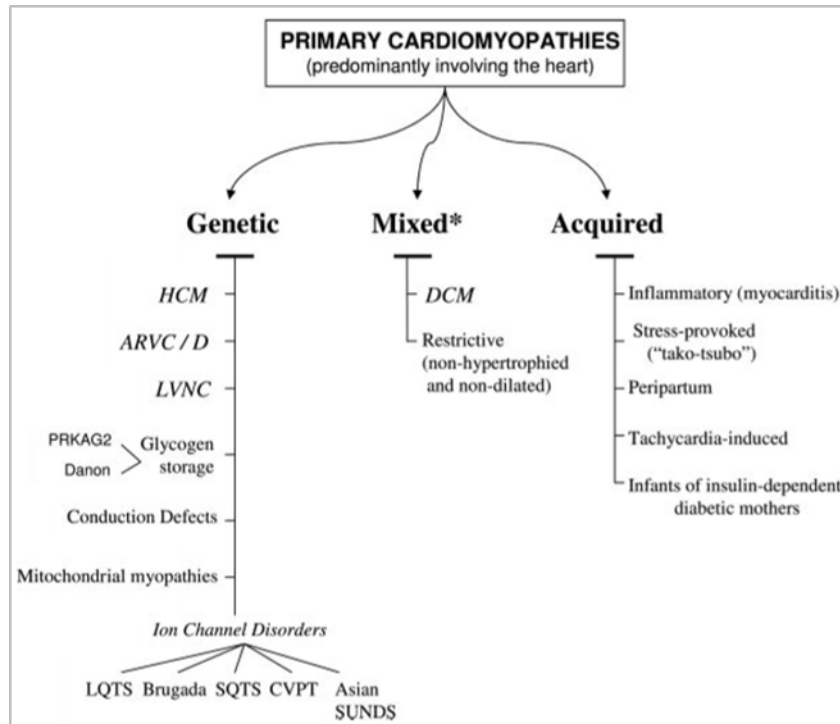 PRIMARY CARDIOMYOPATHIES
(predominantly involving the heart)
Genetic
Mixed*
Acquired
HCM
ARVC / D
LVNC
PRKAG2
Danon
Glycogen
storage
Conduction Defects
Mitochondrial myopathies
Ion Channel Disorders
LQTS Brugada SQTS CVPT Asian
SUNDS
DCM
Restrictive
(non-hypertrophied
and non-dilated)
Inflammatory (myocarditis)
Stress-provoked
("tako-tsubo")
Peripartum
Tachycardia-induced
Infants of insulin-dependent
diabetic mothers